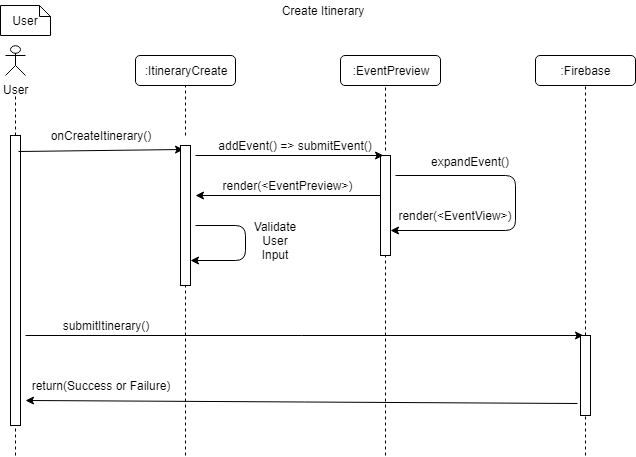 Create Itinerary
User
User
:ItineraryCreate
:EventPreview
:Firebase
onCreateItinerary()
addEvent() => submitEvent()
expandEvent()
render(<EventPreview>)
render(<EventView>)
Validate
User
Input
submitItinerary()
return(Success or Failure)